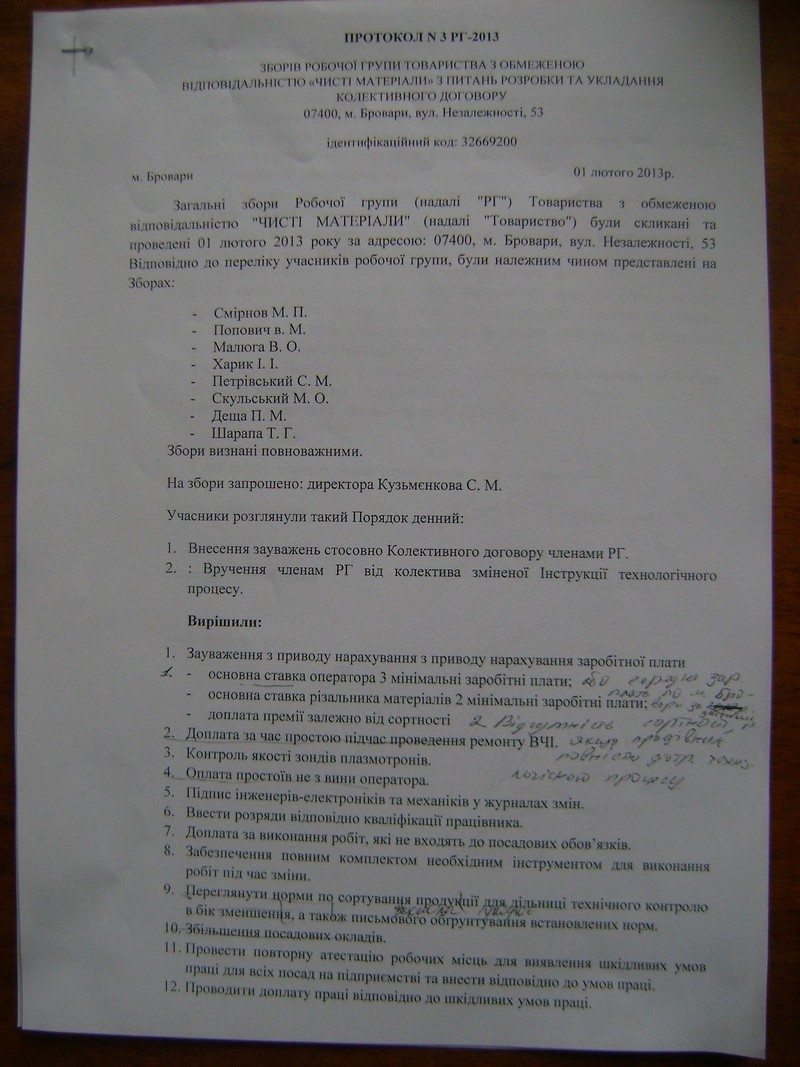 ПРОТОКОЛ N 3 РГ-2013
ЗБОРІВ РОБОЧОЇ ГРУПИ ТОВАРИСТВА З ОБМЕЖЕНОЮ
ВІДПОВІДАЛЬНІСТЮ «ЧИСТІ МАТЕРІАЛИ» З ПИТАНЬ РОЗРОБКИ ТА УКЛАДАННЯ
КОЛЕКТИВНОГО ДОГОВОРУ
07400, м. Бровари, вул. Незалежності, 53
ідентифікаційний код: 32669200
м. Бровари
01 лютого 2013р.
Загальні збори Робочої групи (надалі "РГ") Товариства з обмеженою
відповідальністю "ЧИСТІ МАТЕРІАЛИ" (надалі "Товариство") були скликані та
проведені 01 лютого 2013 року за адресою: 07400, м. Бровари, вул. Незалежності, 53
Відповідно до переліку учасників робочої групи, були належним чином представлені на
Зборах:
- Смірнов М. П.
- Попович в. М.
- Малюга В. О.
- Харик І. І.
- Петрівський С. М.
- Скульський М. О.
- Деща П. М.
- Шарапа Т. Г.
Збори визнані повноважними.
На збори запрошено: директора Кузьмєнкова С. М.
Учасники розглянули такий Порядок денний:
1. Внесення зауважень стосовно Колективного договору членами РГ.
2. : Вручення членам РГ від колектива зміненої Інструкції технологічного
процесу.
Вирішили:
1. Зауваження з приводу нарахування з приводу нарахування заробітної плати
- основна ставка оператора 3 мінімальні заробітні плати;
- основна ставка різальника матеріалів 2 мінімальні заробітні плати;
- доплата премії залежно від сортності
2. Доплата за час простою підчас проведення ремонту ВЧІ.
3. Контроль якості зондів плазмотронів.
4. Оплата простоїв не з вини оператора.
5. Підпис інженерів-електроніків та механіків у журналах змін.
6. Ввести розряди відповідно кваліфікації працівника.
7. Доплата за виконання робіт, які не входять до посадових обов`язків.
8. Забезпечення повним комплектом необхідним інструментом для виконання
робіт під час зміни.
9. Переглянути норми по сортування продукції для дільниці технічного контролю
в бік зменшення, а також письмового обґрунтування встановлених норм.
10. Збільшення посадових окладів.
11. Провести повторну атестацію робочих місць для виявлення шкідливих умов
праці для всіх посад на підприємстві та внести відповідно до умов праці.
12. Проводити доплату праці відповідно до шкідливих умов праці.